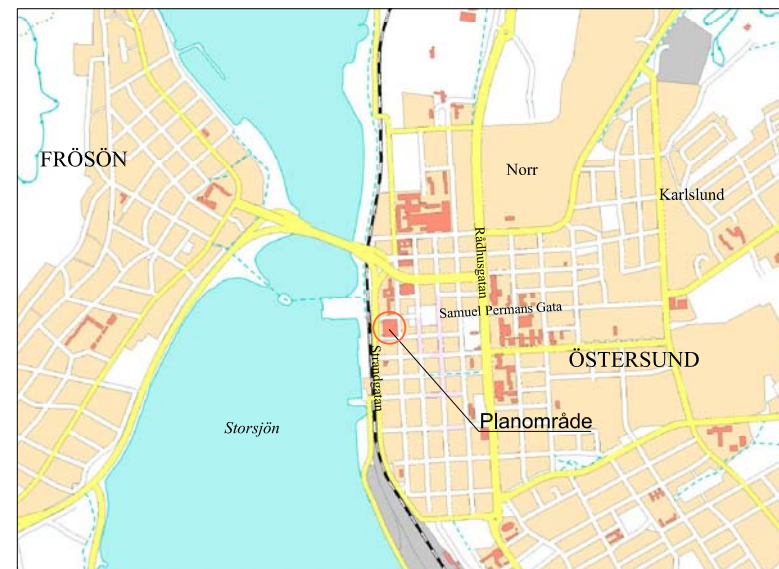 FRÖSÖN
Norr
Karlslund
Rådhusgatan
Samuel Permans Gata
Strandgatan
ÖSTERSUND
Planområde
Storsjön